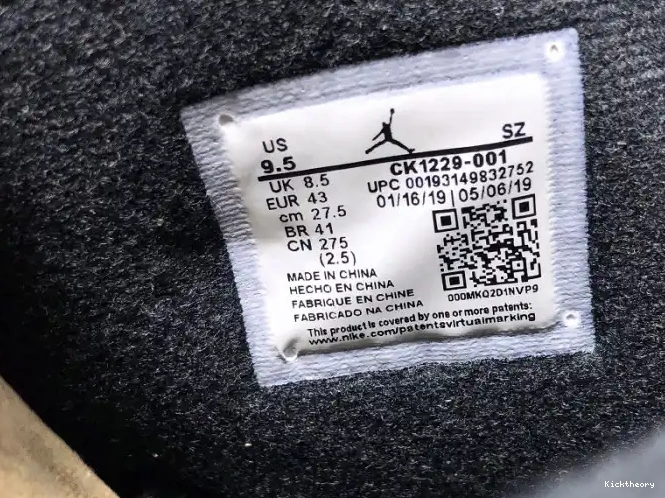 US
9.5
SZ
CK1229-001
UK 8.5
UPC 00193149832752
EUR 43
01/16/19 | 05/06/19
cm 27.5
BR 41
CN 275
(2.5)
MADE IN CHINA
HECHO EN CHINA
FABRIQUE EN CHINE
FABRICADO NA CHINA
000MKQ2D1NVP9
This product is covered by one or more patents:
www.nike.com/patentsvirtualmarking
Kicktheory